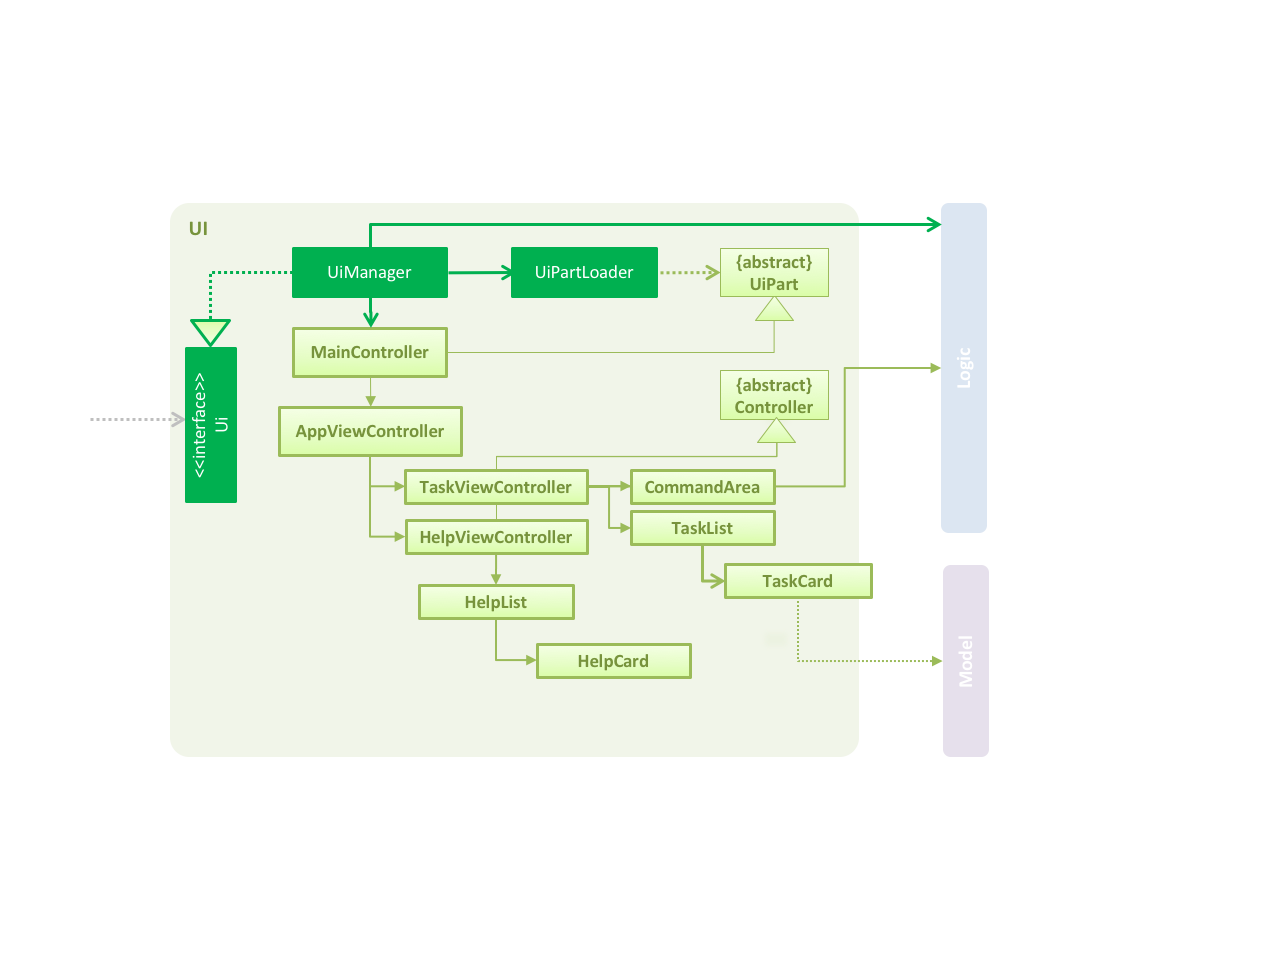 UI
UiManager
UiPartLoader
{abstract}
UiPart
MainController
<<interface>>
Ui
Logic
{abstract}
Controller
AppViewController
TaskViewController
CommandArea
HelpViewController
TaskList
TaskCard
HelpList
HelpCard
Model